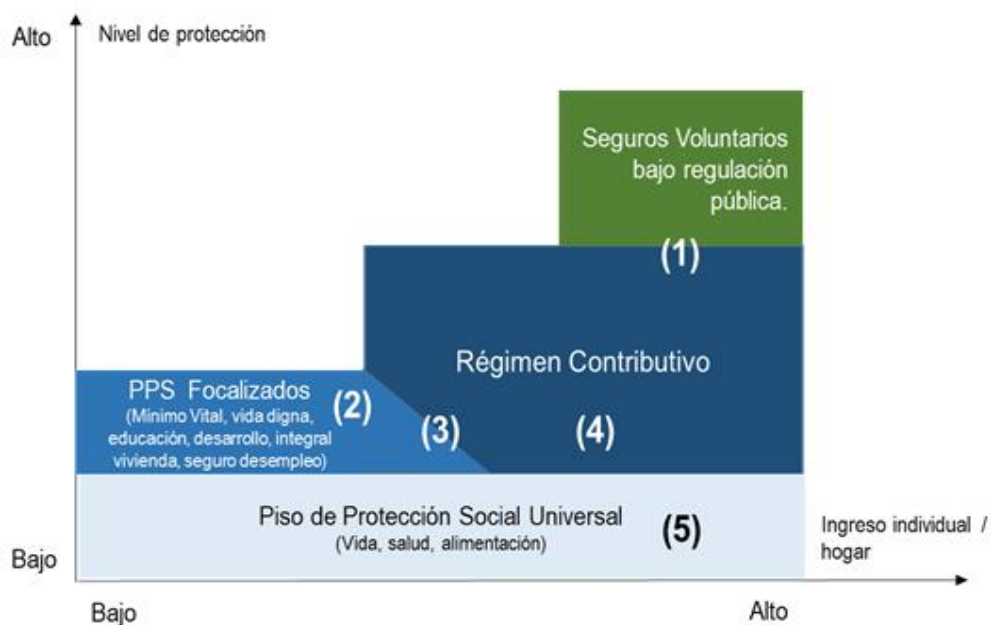 Alto
Nivel de protección
Seguros Voluntarios
bajo regulación
pública.
(1)
Régimen Contributivo
PPS Focalizados
(Mínimo Vital, vida digna,
educación, desarrollo, integral
vivienda, seguro desempleo)
(2)
(3)
(4)
Piso de Protección Social Universal
(Vida, salud, alimentación)
(5)
Ingreso individual /
hogar
Bajo
Bajo
Alto